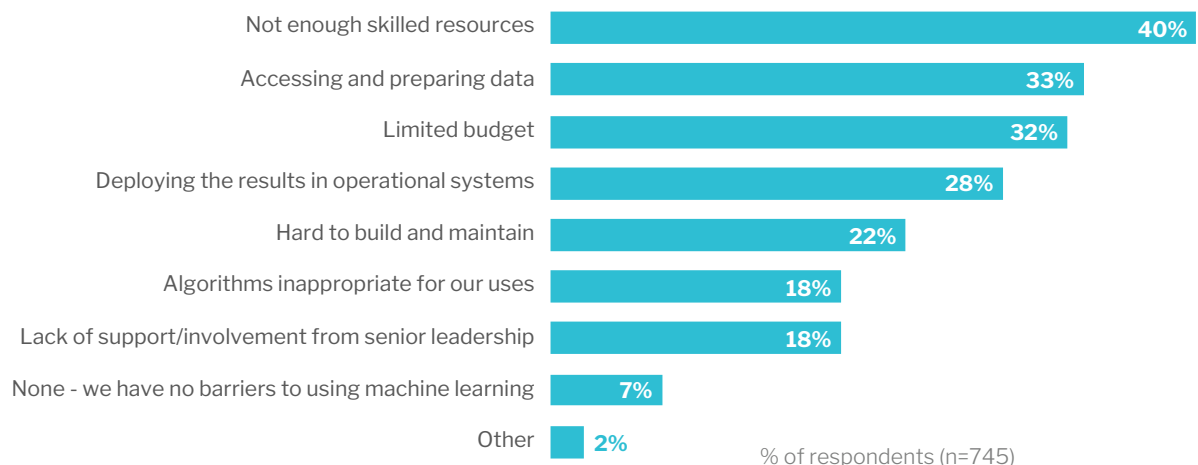 Not enough skilled resources 40%
Accessing and preparing data 33%
Limited budget 32%
Deploying the results in operational systems 28%
Hard to build and maintain 22%
Algorithms inappropriate for our uses 18%
Lack of support/involvement from senior leadership 18%
None - we have no barriers to using machine learning 7%
Other 2%
% of respondents (n=745)